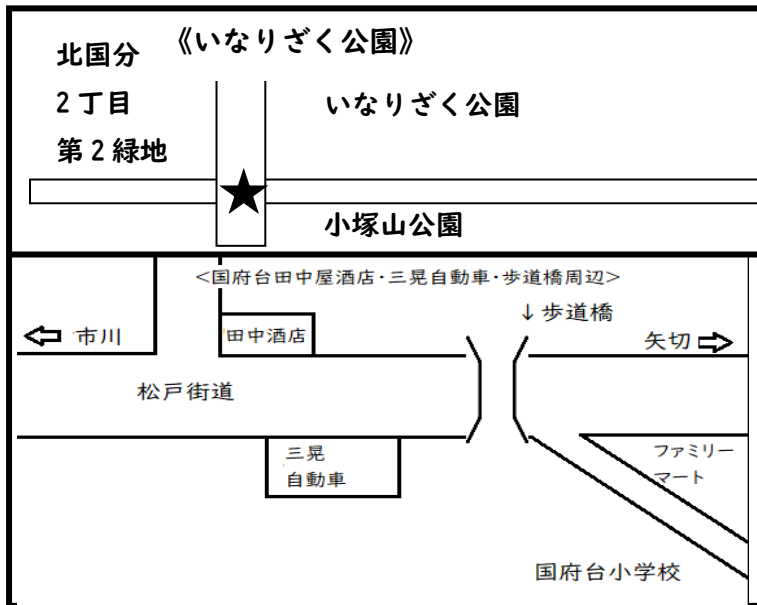 《いなりざく公園》
北国分
２丁目
第２緑地
いなりざく公園
★
小塚山公園
<国府台田中屋酒店･三晃自動車･歩道橋周辺>
↓歩道橋
市川
田中酒店
矢切
松戸街道
三晃
自動車
ファミリー
マート
国府台小学校